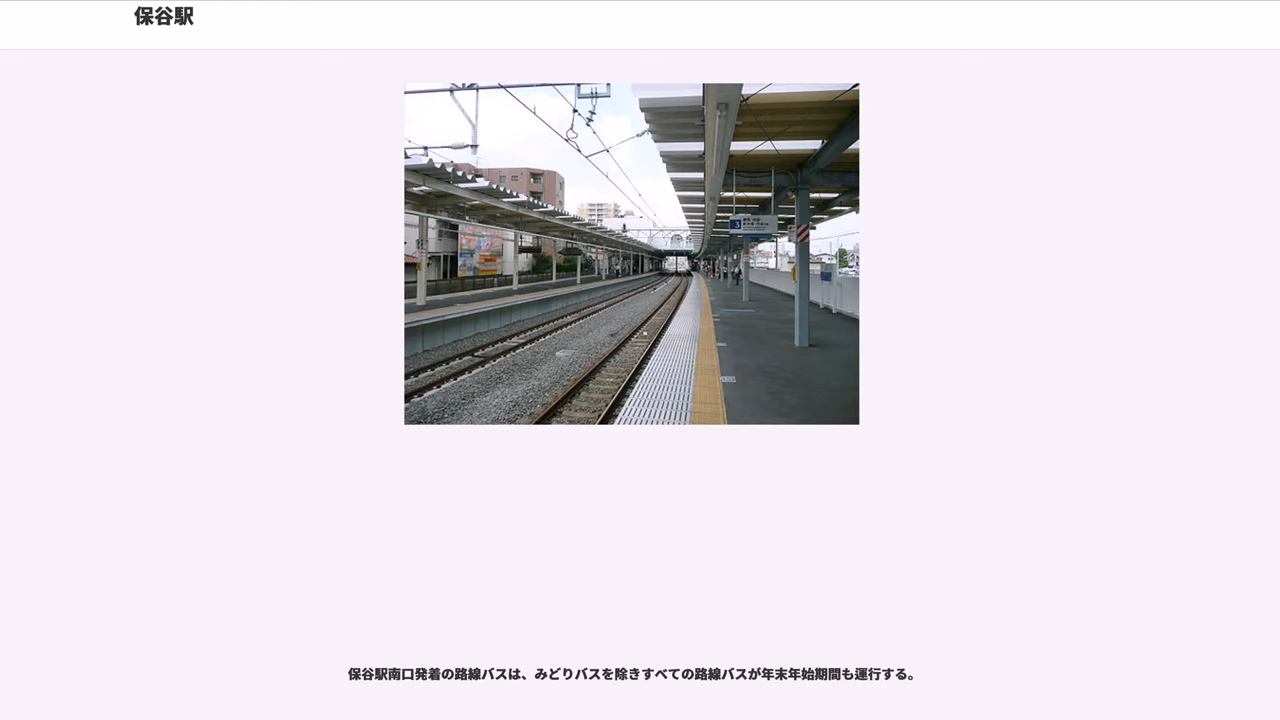 保谷駅
3
保谷駅南口発着の路線バスは、みどりバスを除きすべての路線バスが年末年始期間も運行する。